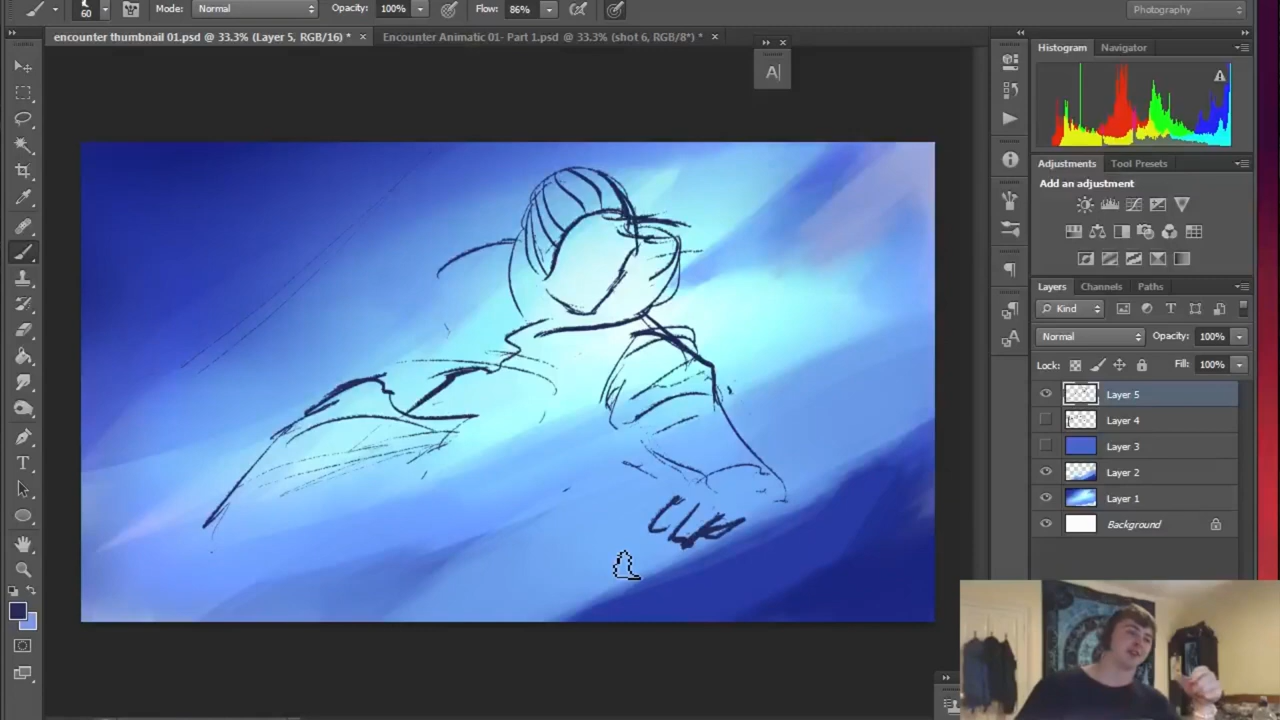 60 Mode: Normal Opacity: 100% Flow: 86% Photography
encounter thumbnail 01.psd @ 33.3% (Layer 5, RGB/16) * × Encounter Animatic 01- Part 1.psd @ 33.3% (shot 6, RGB/8*) * ×
A|
Histogram Navigator
Adjustments Tool Presets
Add an adjustment
Layers Channels Paths
Kind
Normal Opacity: 100%
Lock: Fill: 100%
Layer 5
Layer 4
Layer 3
Layer 2
Layer 1
Background